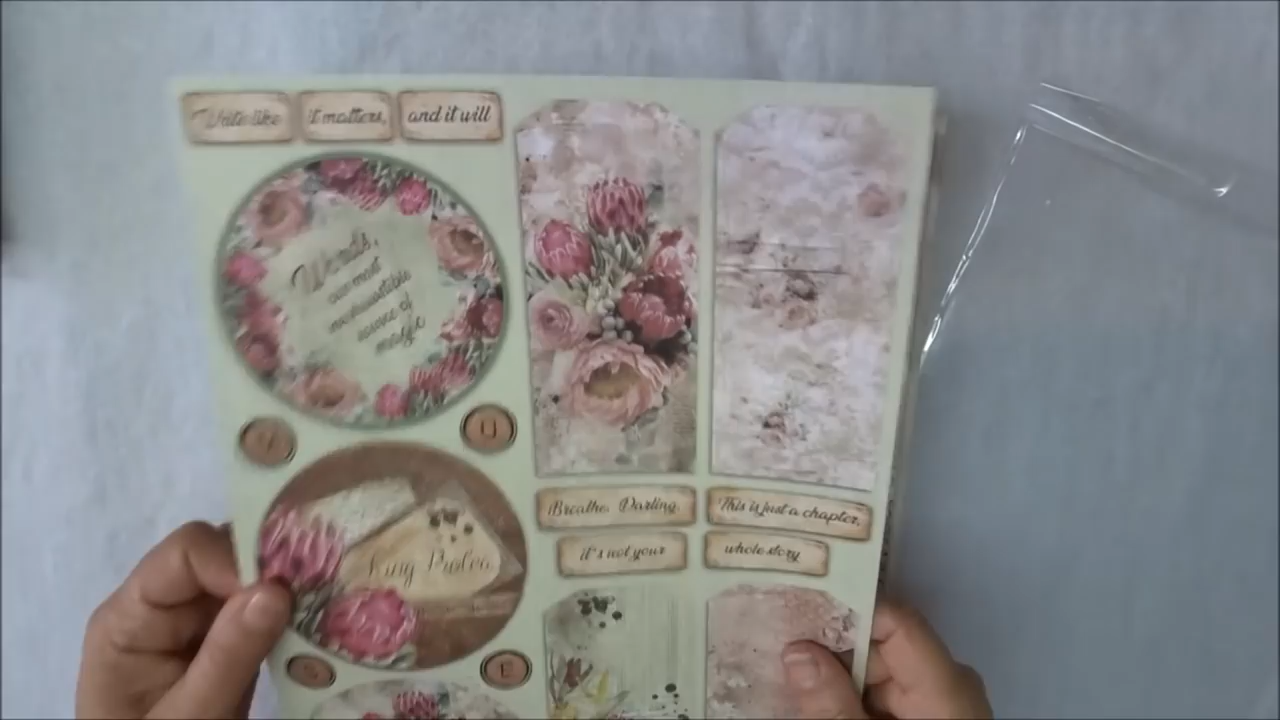 Write like it matters, and it will
Words,
our most
inexhaustible
source of
magic
U
King Protea
E
Breathe. Darling.
This is just a chapter,
it's not your
whole story